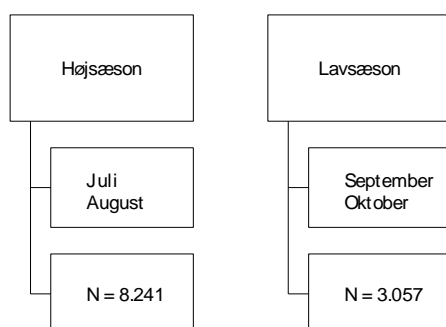 Højsæson
Juli
August
N = 8.241
Lavsæson
September
Oktober
N = 3.057